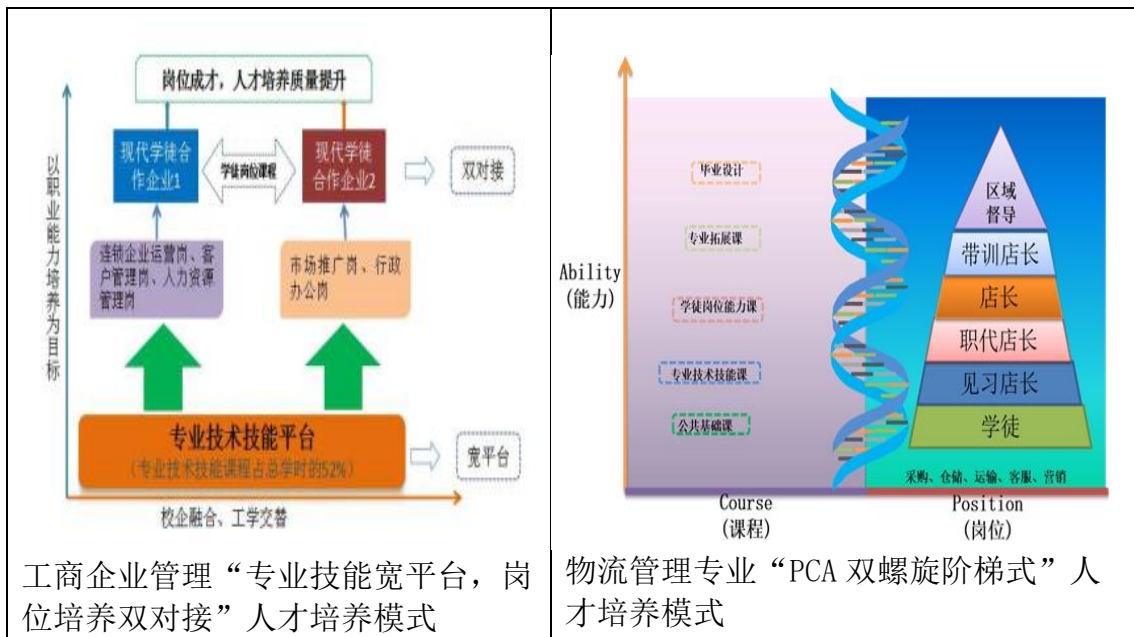 岗位成才，人才培养质量提升
现代学徒合
作企业1
学徒岗位课程
现代学徒
合作企业2
双对接
以职业能力培养为目标
连锁企业运营岗、客
户管理岗、人力资源
管理岗
市场推广岗、行政
办公岗
专业技术技能平台
（专业技术技能课程占总学时的52%）
宽平台
校企融合、工学交替
工商企业管理“专业技能宽平台，岗
位培养双对接”人才培养模式
Ability
(能力)
毕业设计
专业拓展课
学徒岗位能力课
专业技术技能课
公共基础课
区域
督导
带训店长
店长
职代店长
见习店长
学徒
采购、仓储、运输、客服、营销
Course
(课程)
Position
(岗位)
物流管理专业“PCA 双螺旋阶梯式”人
才培养模式